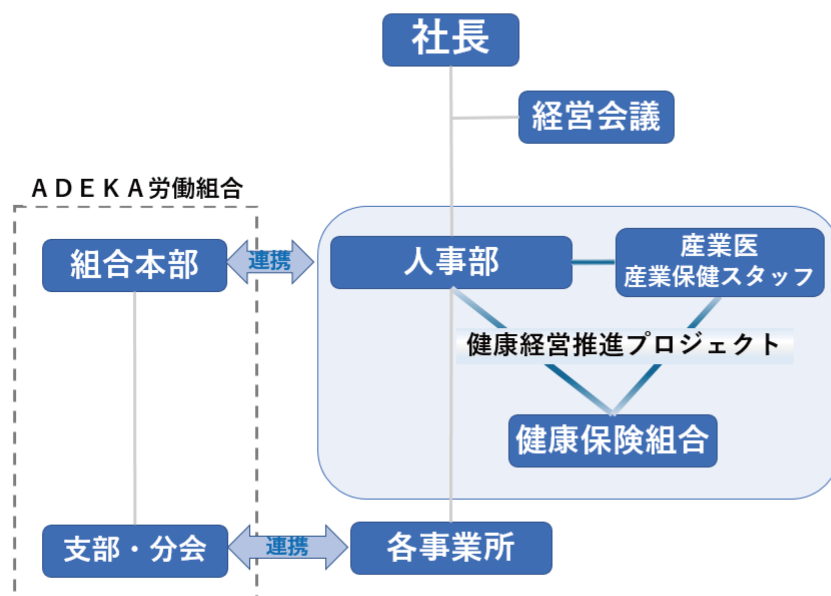 社長
経営会議
ＡＤＥＫＡ労働組合
組合本部
連携
人事部
産業医
産業保健スタッフ
健康経営推進プロジェクト
健康保険組合
支部・分会
連携
各事業所